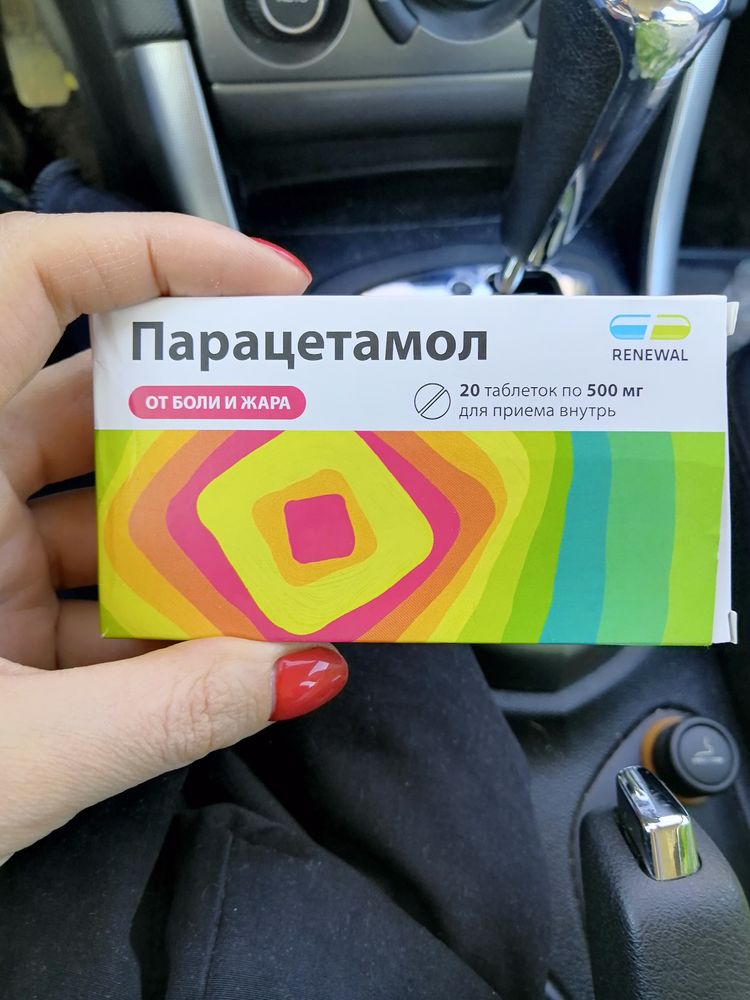 Парацетамол
RENEWAL
ОТ БОЛИ И ЖАРА
20 таблеток по 500 мг
для приема внутрь